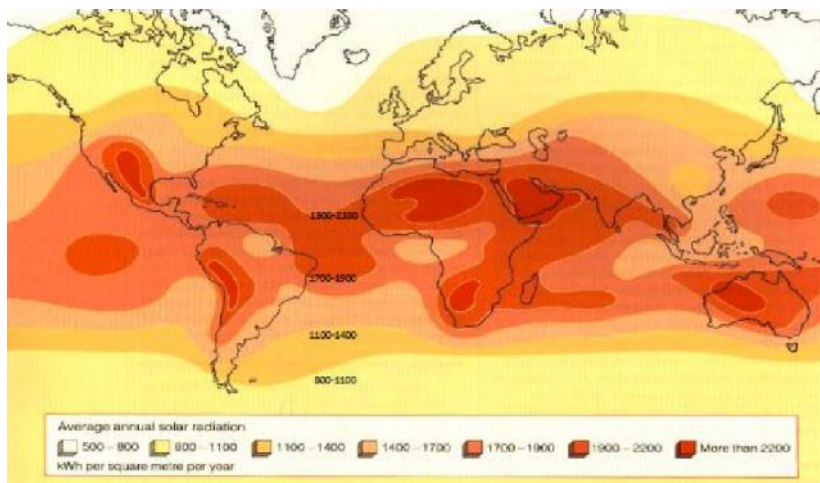 1900-2200
1700-1900
1100-1400
800-1100
Average annual solar radiation
500 – 800 800 – 1100 1100 – 1400 1400 – 1700 1700 – 1900 1900 – 2200 More than 2200
kWh per square metre per year